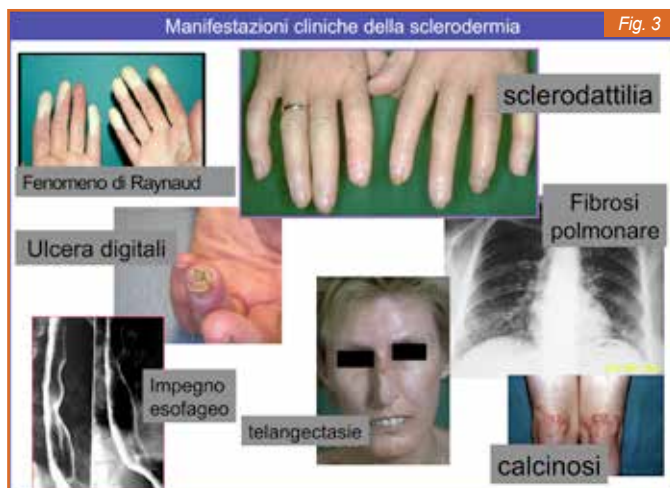 Manifestazioni cliniche della sclerodermia
Fig. 3
sclerodattilia
Fenomeno di Raynaud
Ulcera digitali
Fibrosi
polmonare
Impegno
esofageo
telangectasie
calcinosi